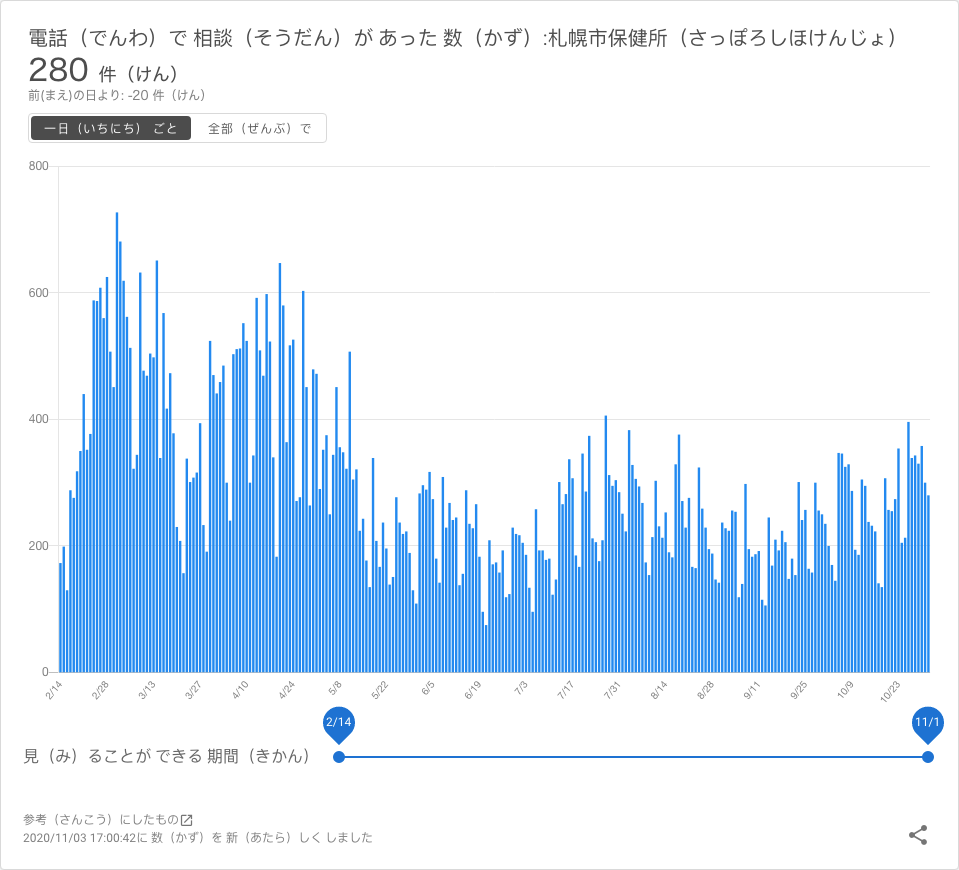 電話（でんわ）で 相談（そうだん）が あった 数（かず）:札幌市保健所（さっぽろしほけんじょ）
280 件（けん）
前(まえ)の日より: -20 件（けん）
一日（いちにち） ごと 全部（ぜんぶ）で
800
600
400
200
0
2/14 2/28 3/13 3/27 4/10 4/24 5/8 5/22 6/5 6/19 7/3 7/17 7/31 8/14 8/28 9/11 9/25 10/9 10/23
2/14 11/1
見（み）ることが できる 期間（きかん）
参考（さんこう）にしたもの
2020/11/03 17:00:42に 数（かず）を 新（あたら）しく しました